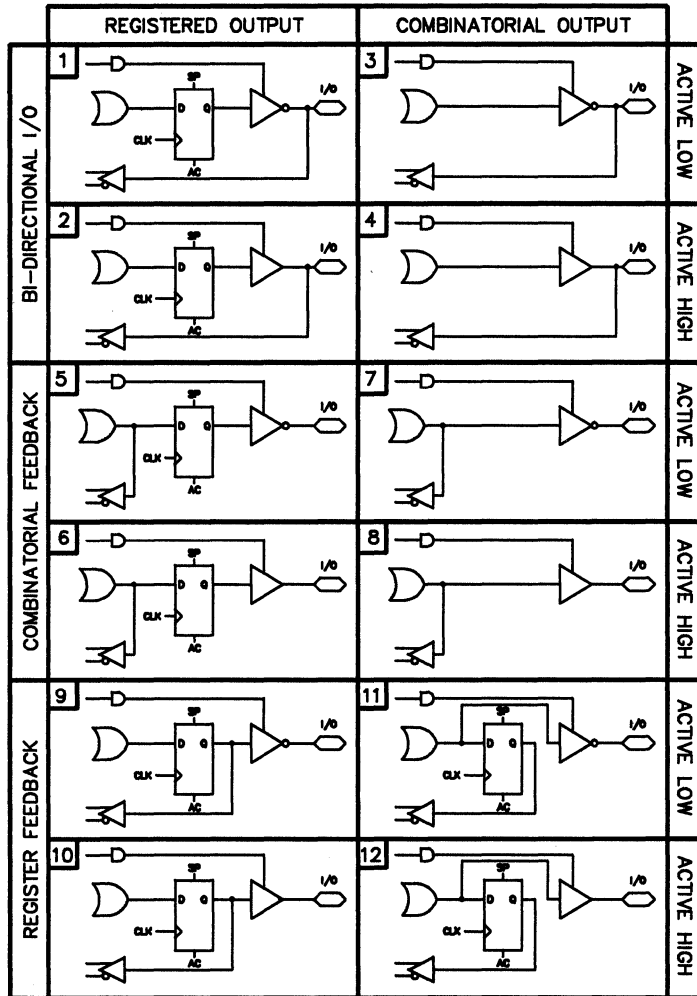 REGISTERED OUTPUT
COMBINATORIAL OUTPUT
BI-DIRECTIONAL I/O
1
SP
I/O
D Q
CLK
AC
3
I/O
ACTIVE LOW
2
SP
I/O
D Q
CLK
AC
4
I/O
ACTIVE HIGH
COMBINATORIAL FEEDBACK
5
SP
I/O
D Q
CLK
AC
7
I/O
ACTIVE LOW
6
SP
I/O
D Q
CLK
AC
8
I/O
ACTIVE HIGH
REGISTER FEEDBACK
9
SP
I/O
D Q
CLK
AC
11
SP
I/O
D Q
CLK
AC
ACTIVE LOW
10
SP
I/O
D Q
CLK
AC
12
SP
I/O
D Q
CLK
AC
ACTIVE HIGH